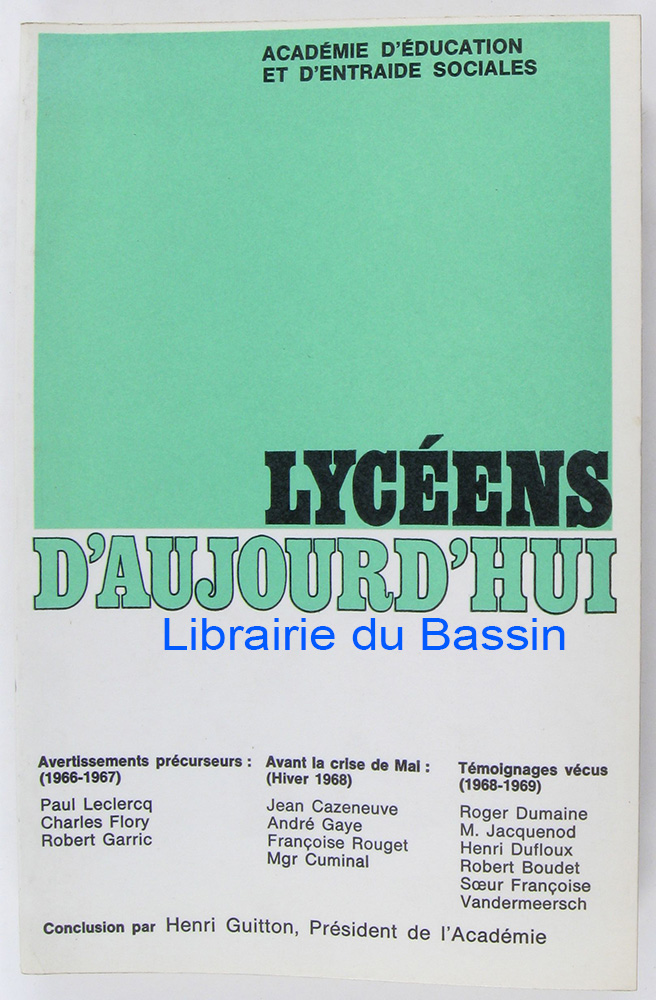 ACADÉMIE D'ÉDUCATION
ET D'ENTRAIDE SOCIALES
LYCÉENS
D'AUJOURD'HUI
Librairie du Bassin
Avertissements précurseurs :
(1966-1967)
Paul Leclercq
Charles Flory
Robert Garric
Avant la crise de Mai :
(Hiver 1968)
Jean Cazeneuve
André Gaye
Françoise Rouget
Mgr Cuminal
Témoignages vécus
(1968-1969)
Roger Dumaine
M. Jacquenod
Henri Dufloux
Robert Boudet
Sœur Françoise
Vandermeersch
Conclusion par Henri Guitton, Président de l'Académie